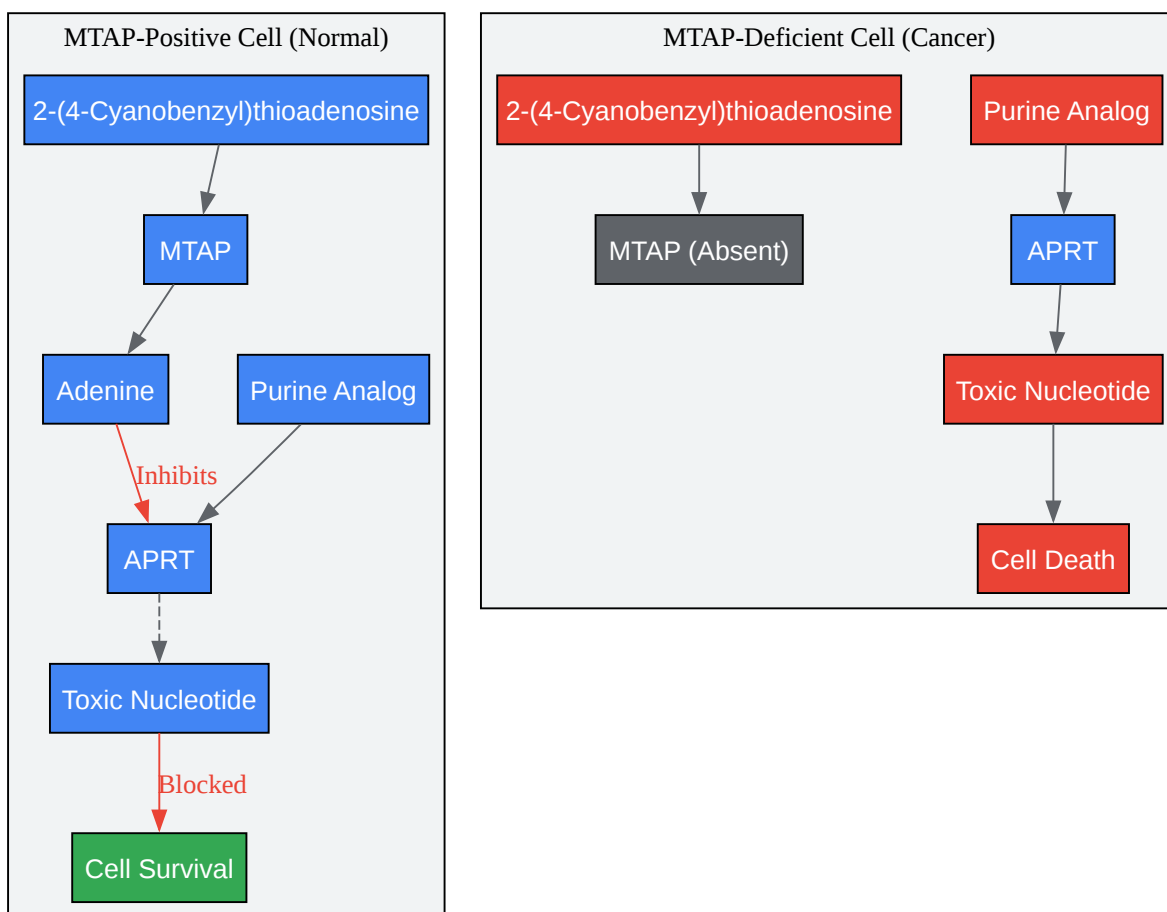 MTAP-Positive Cell (Normal)
2-(4-Cyanobenzyl)thioadenosine
MTAP
Adenine
Purine Analog
Inhibits
APRT
Toxic Nucleotide
Blocked
Cell Survival
MTAP-Deficient Cell (Cancer)
2-(4-Cyanobenzyl)thioadenosine
Purine Analog
MTAP (Absent)
APRT
Toxic Nucleotide
Cell Death